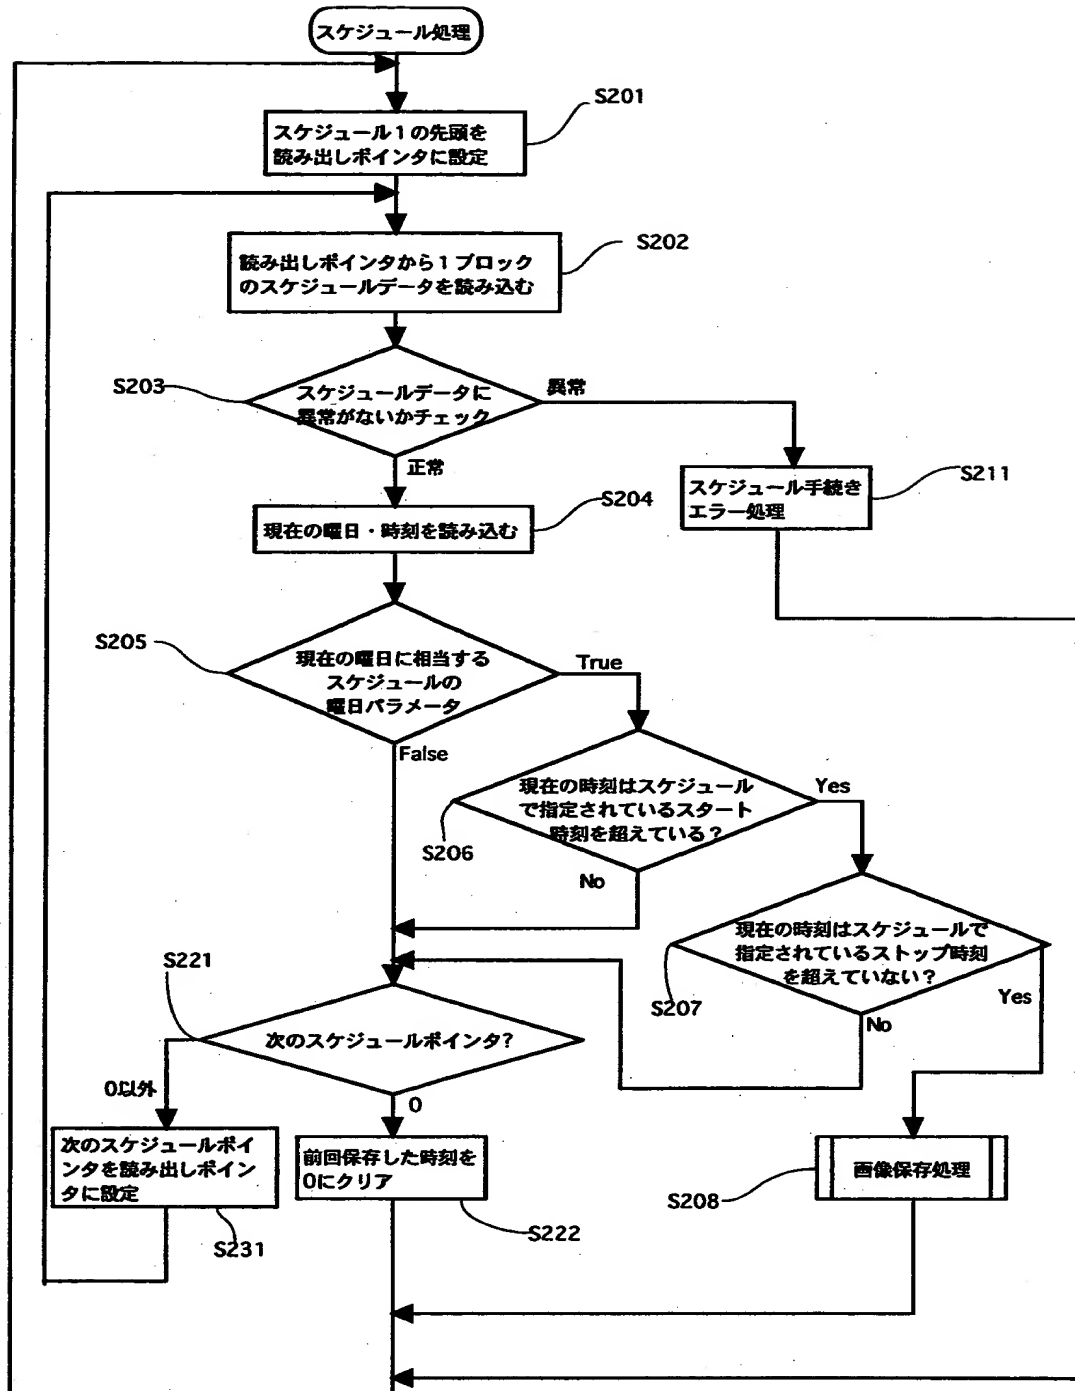 スケジュール処理
S201
スケジュール1の先頭を
読み出しポインタに設定
S202
読み出しポインタから1ブロック
のスケジュールデータを読み込む
S203
スケジュールデータに
異常がないかチェック
異常
正常
S211
スケジュール手続き
エラー処理
S204
現在の曜日・時刻を読み込む
S205
現在の曜日に相当する
スケジュールの
曜日パラメータ
True
False
現在の時刻はスケジュール
で指定されているスタート
時刻を超えている?
Yes
S206
No
現在の時刻はスケジュールで
指定されているストップ時刻
を超えていない?
S207
Yes
No
S221
次のスケジュールポインタ?
0以外
0
次のスケジュールポイ
ンタを読み出しポイン
タに設定
S231
前回保存した時刻を
0にクリア
S222
画像保存処理
S208